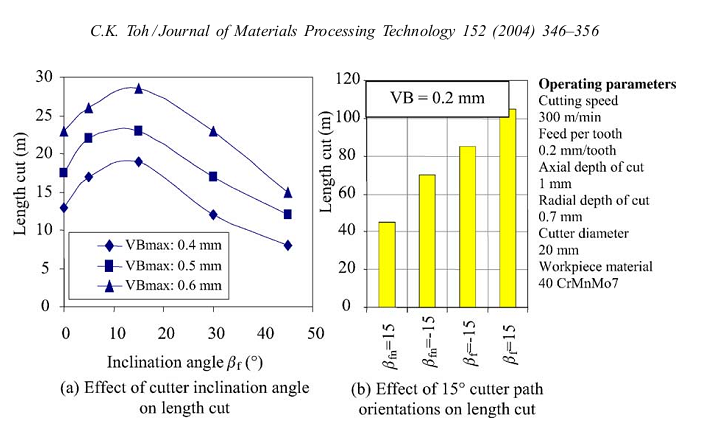 C.K. Toh / Journal of Materials Processing Technology 152 (2004) 346–356
30
25
20
15
10
5
0
Length cut (m)
VBmax: 0.4 mm
VBmax: 0.5 mm
VBmax: 0.6 mm
0 10 20 30 40 50
Inclination angle βf (°)
(a) Effect of cutter inclination angle
on length cut
120
100
80
60
40
20
0
Length cut (m)
VB = 0.2 mm
βfn=15
βfn=-15
βf=-15
βf=15
(b) Effect of 15° cutter path
orientations on length cut
Operating parameters
Cutting speed
300 m/min
Feed per tooth
0.2 mm/tooth
Axial depth of cut
1 mm
Radial depth of cut
0.7 mm
Cutter diameter
20 mm
Workpiece material
40 CrMnMo7